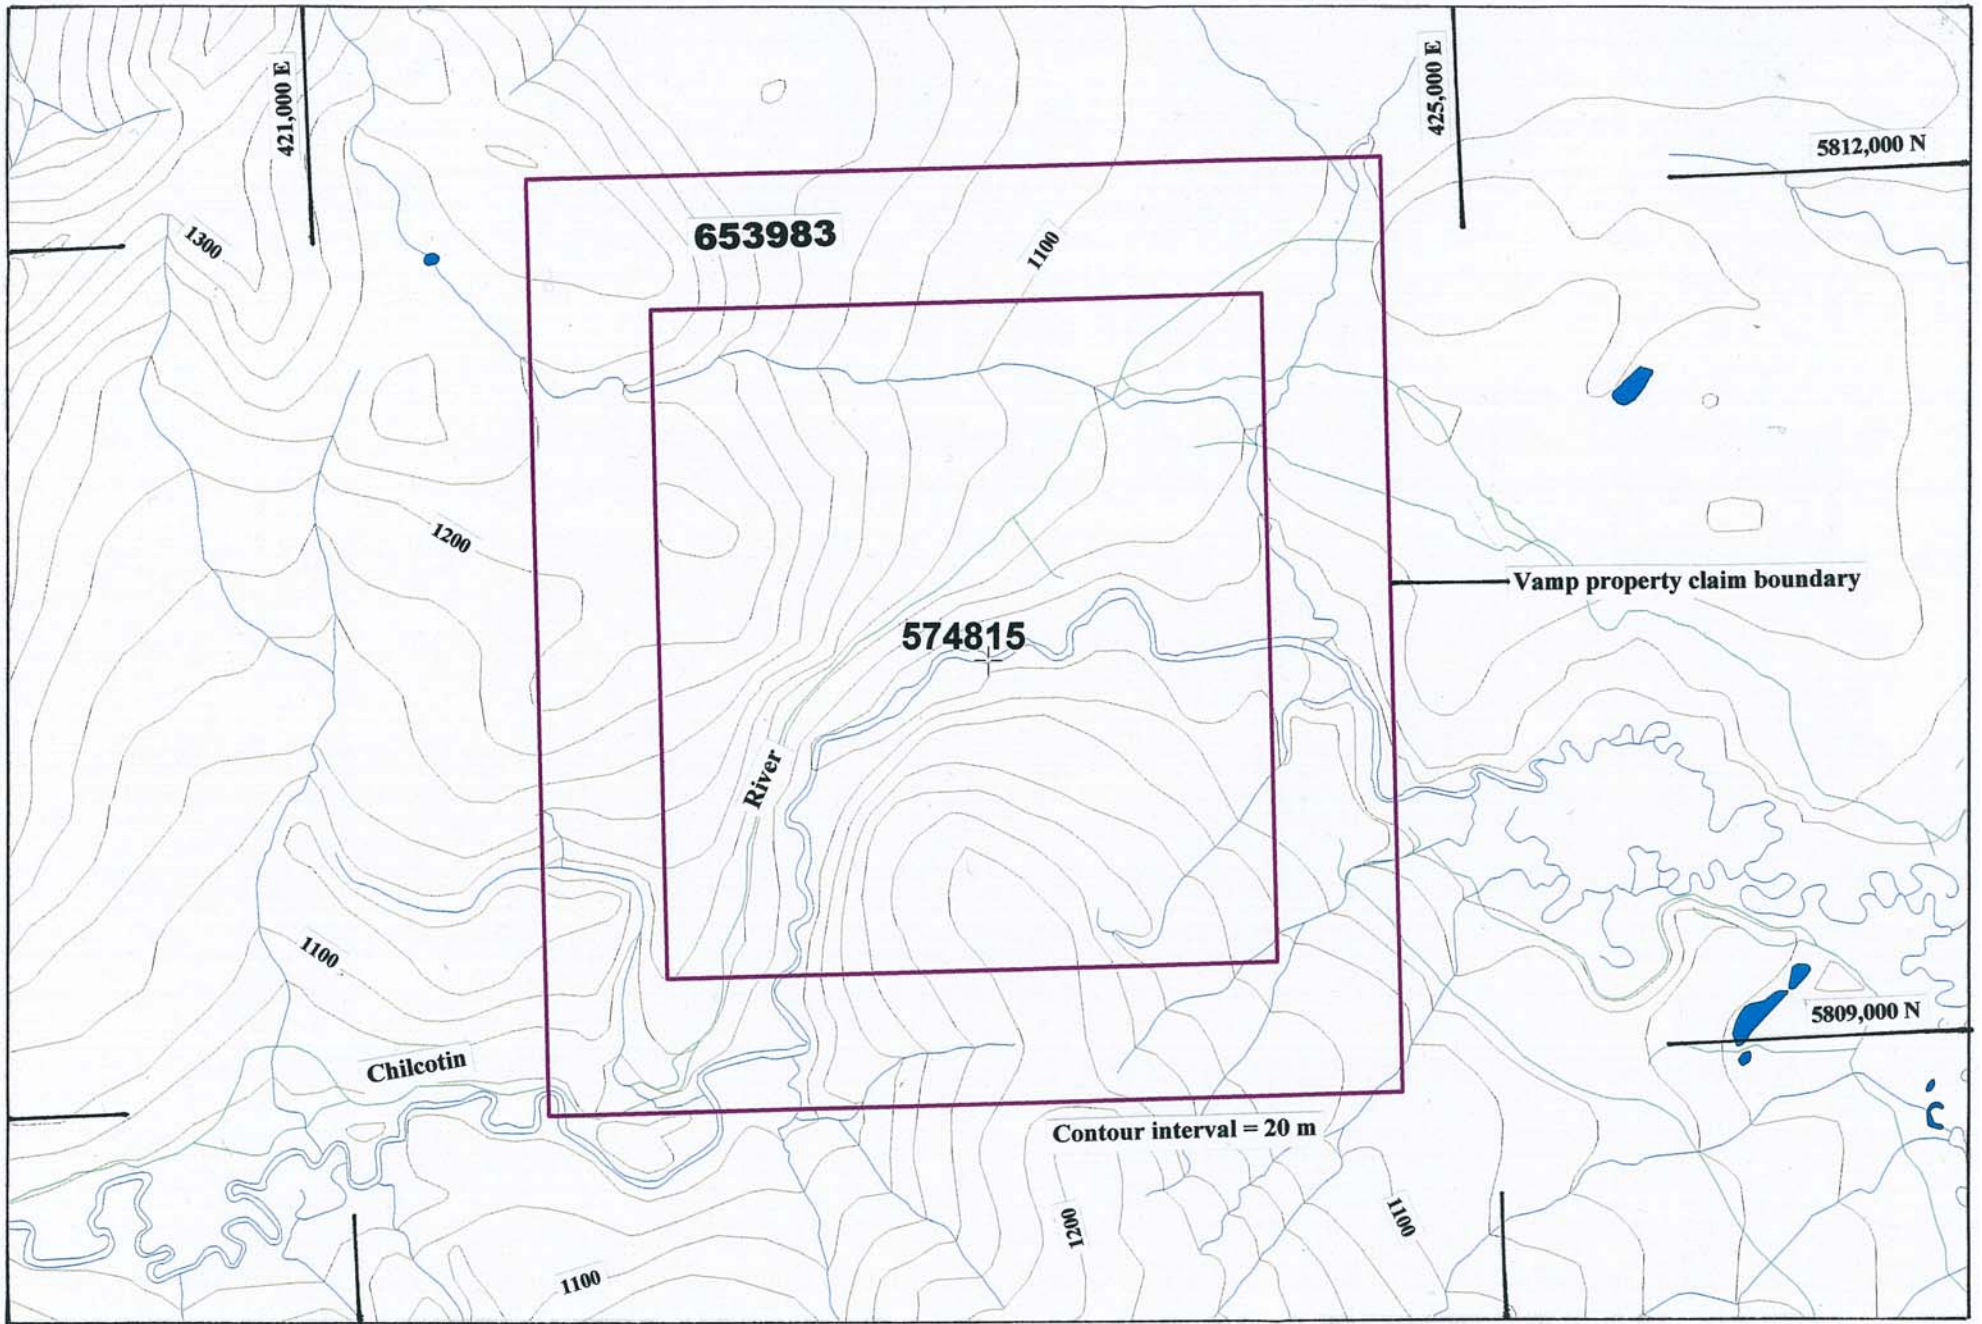 421,000 E
425,000 E
5812,000 N
653983
1300
1100
1200
Vamp property claim boundary
574815
River
1100
5809,000 N
Chilcotin
Contour interval = 20 m
1200
1100
1100